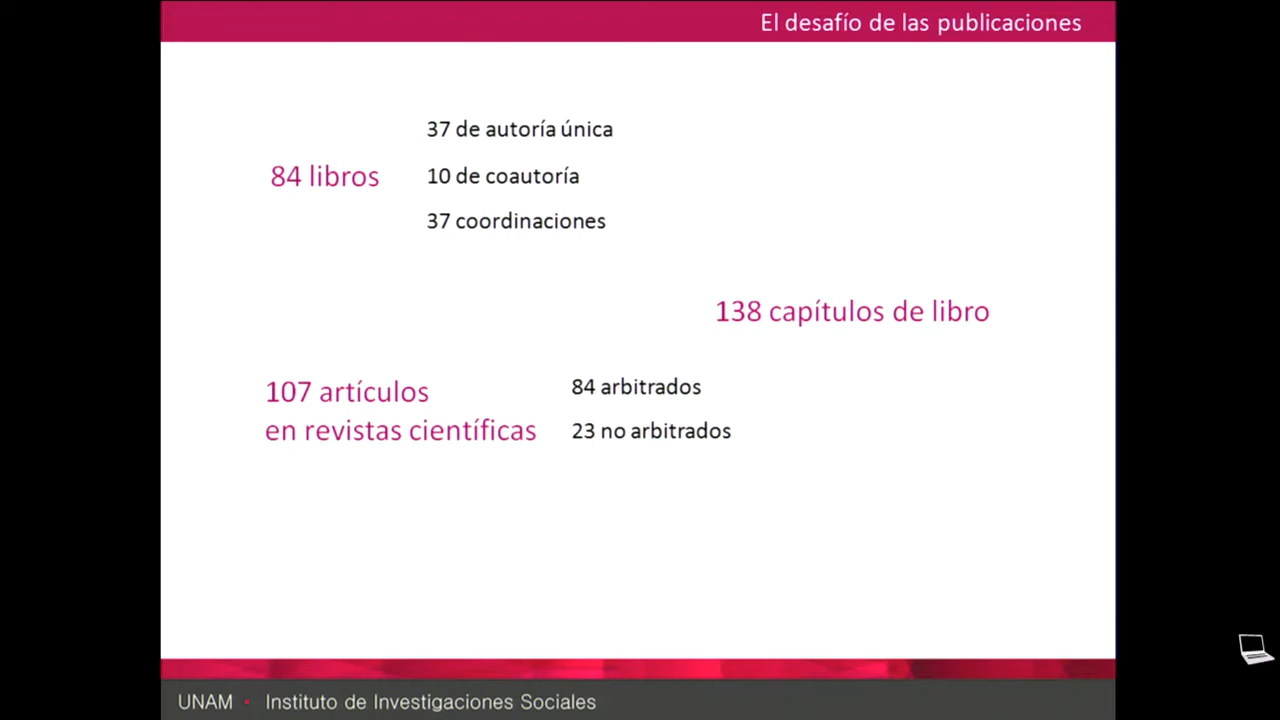 El desafío de las publicaciones
37 de autoría única
84 libros
10 de coautoría
37 coordinaciones
138 capítulos de libro
107 artículos
en revistas científicas
84 arbitrados
23 no arbitrados
UNAM • Instituto de Investigaciones Sociales